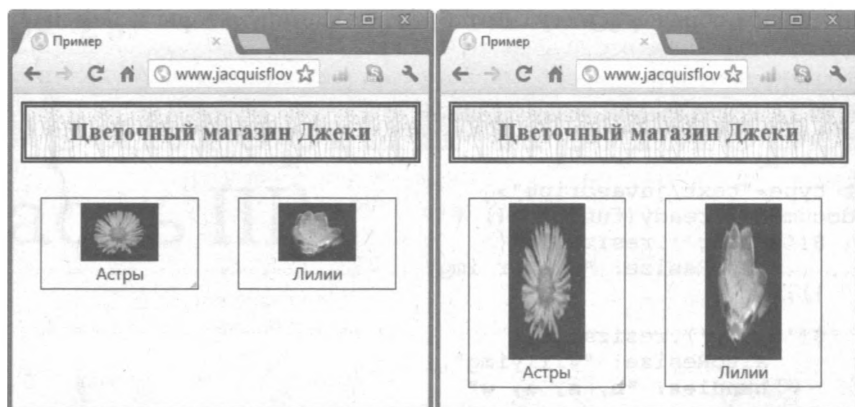 Пример
www.jacquisflov
Цветочный магазин Джеки
Астры
Лилии
Пример
www.jacquisflov
Цветочный магазин Джеки
Астры
Лилии